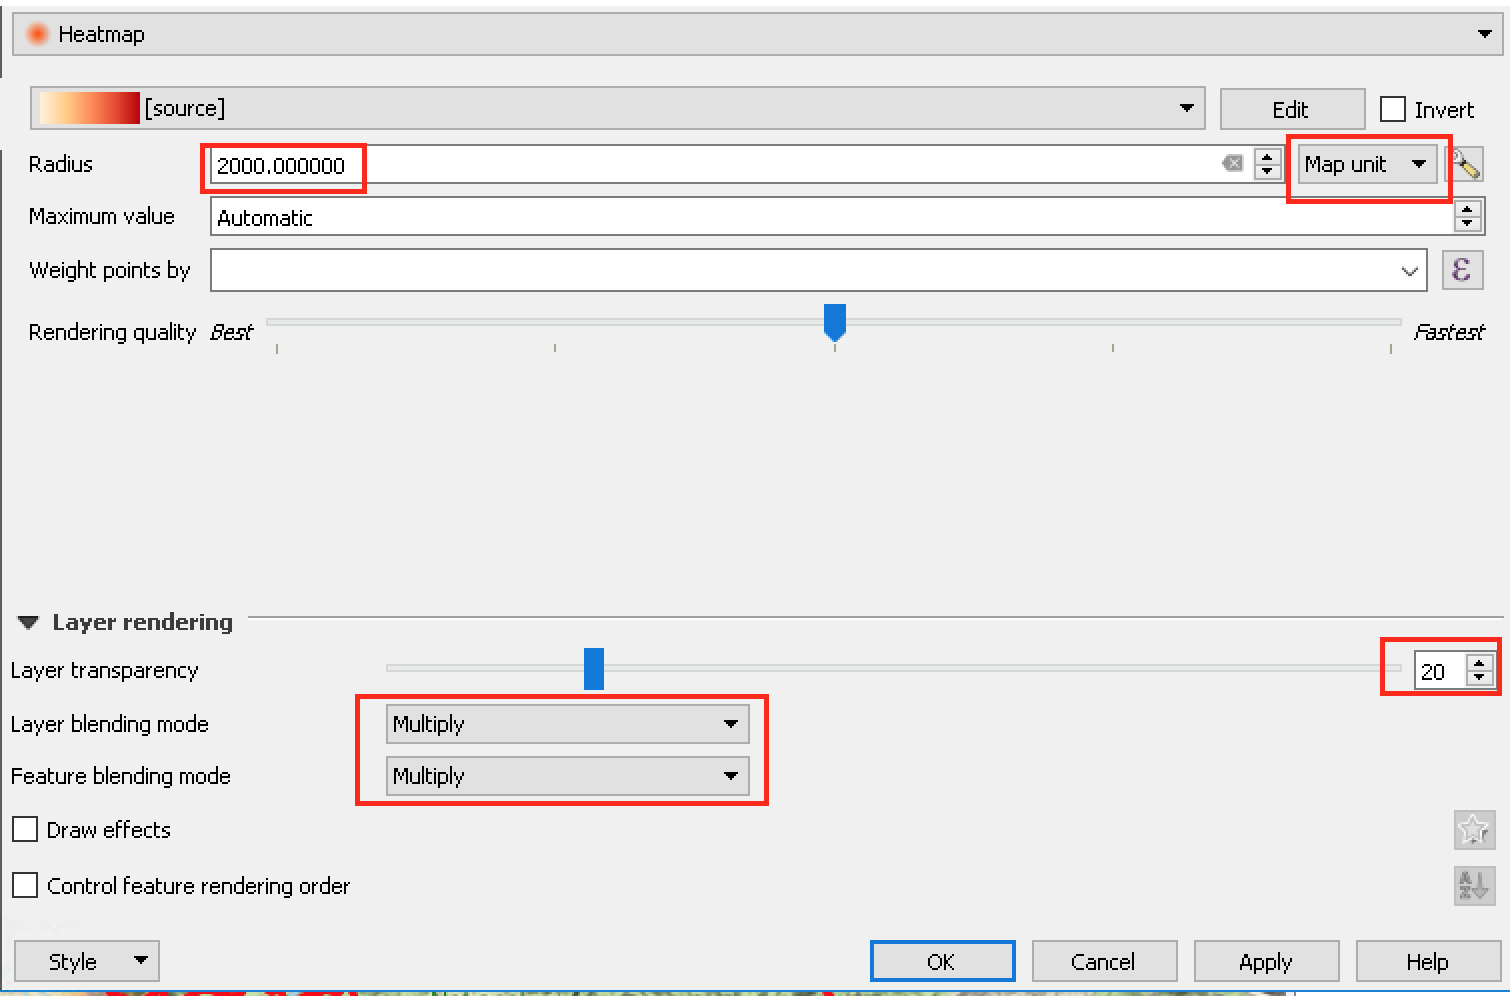 Heatmap
[source] Edit Invert
Radius 2000.000000 Map unit
Maximum value Automatic
Weight points by ε
Rendering quality Best Fastest
Layer rendering
Layer transparency 20
Layer blending mode Multiply
Feature blending mode Multiply
Draw effects
Control feature rendering order
A
Z
Style OK Cancel Apply Help